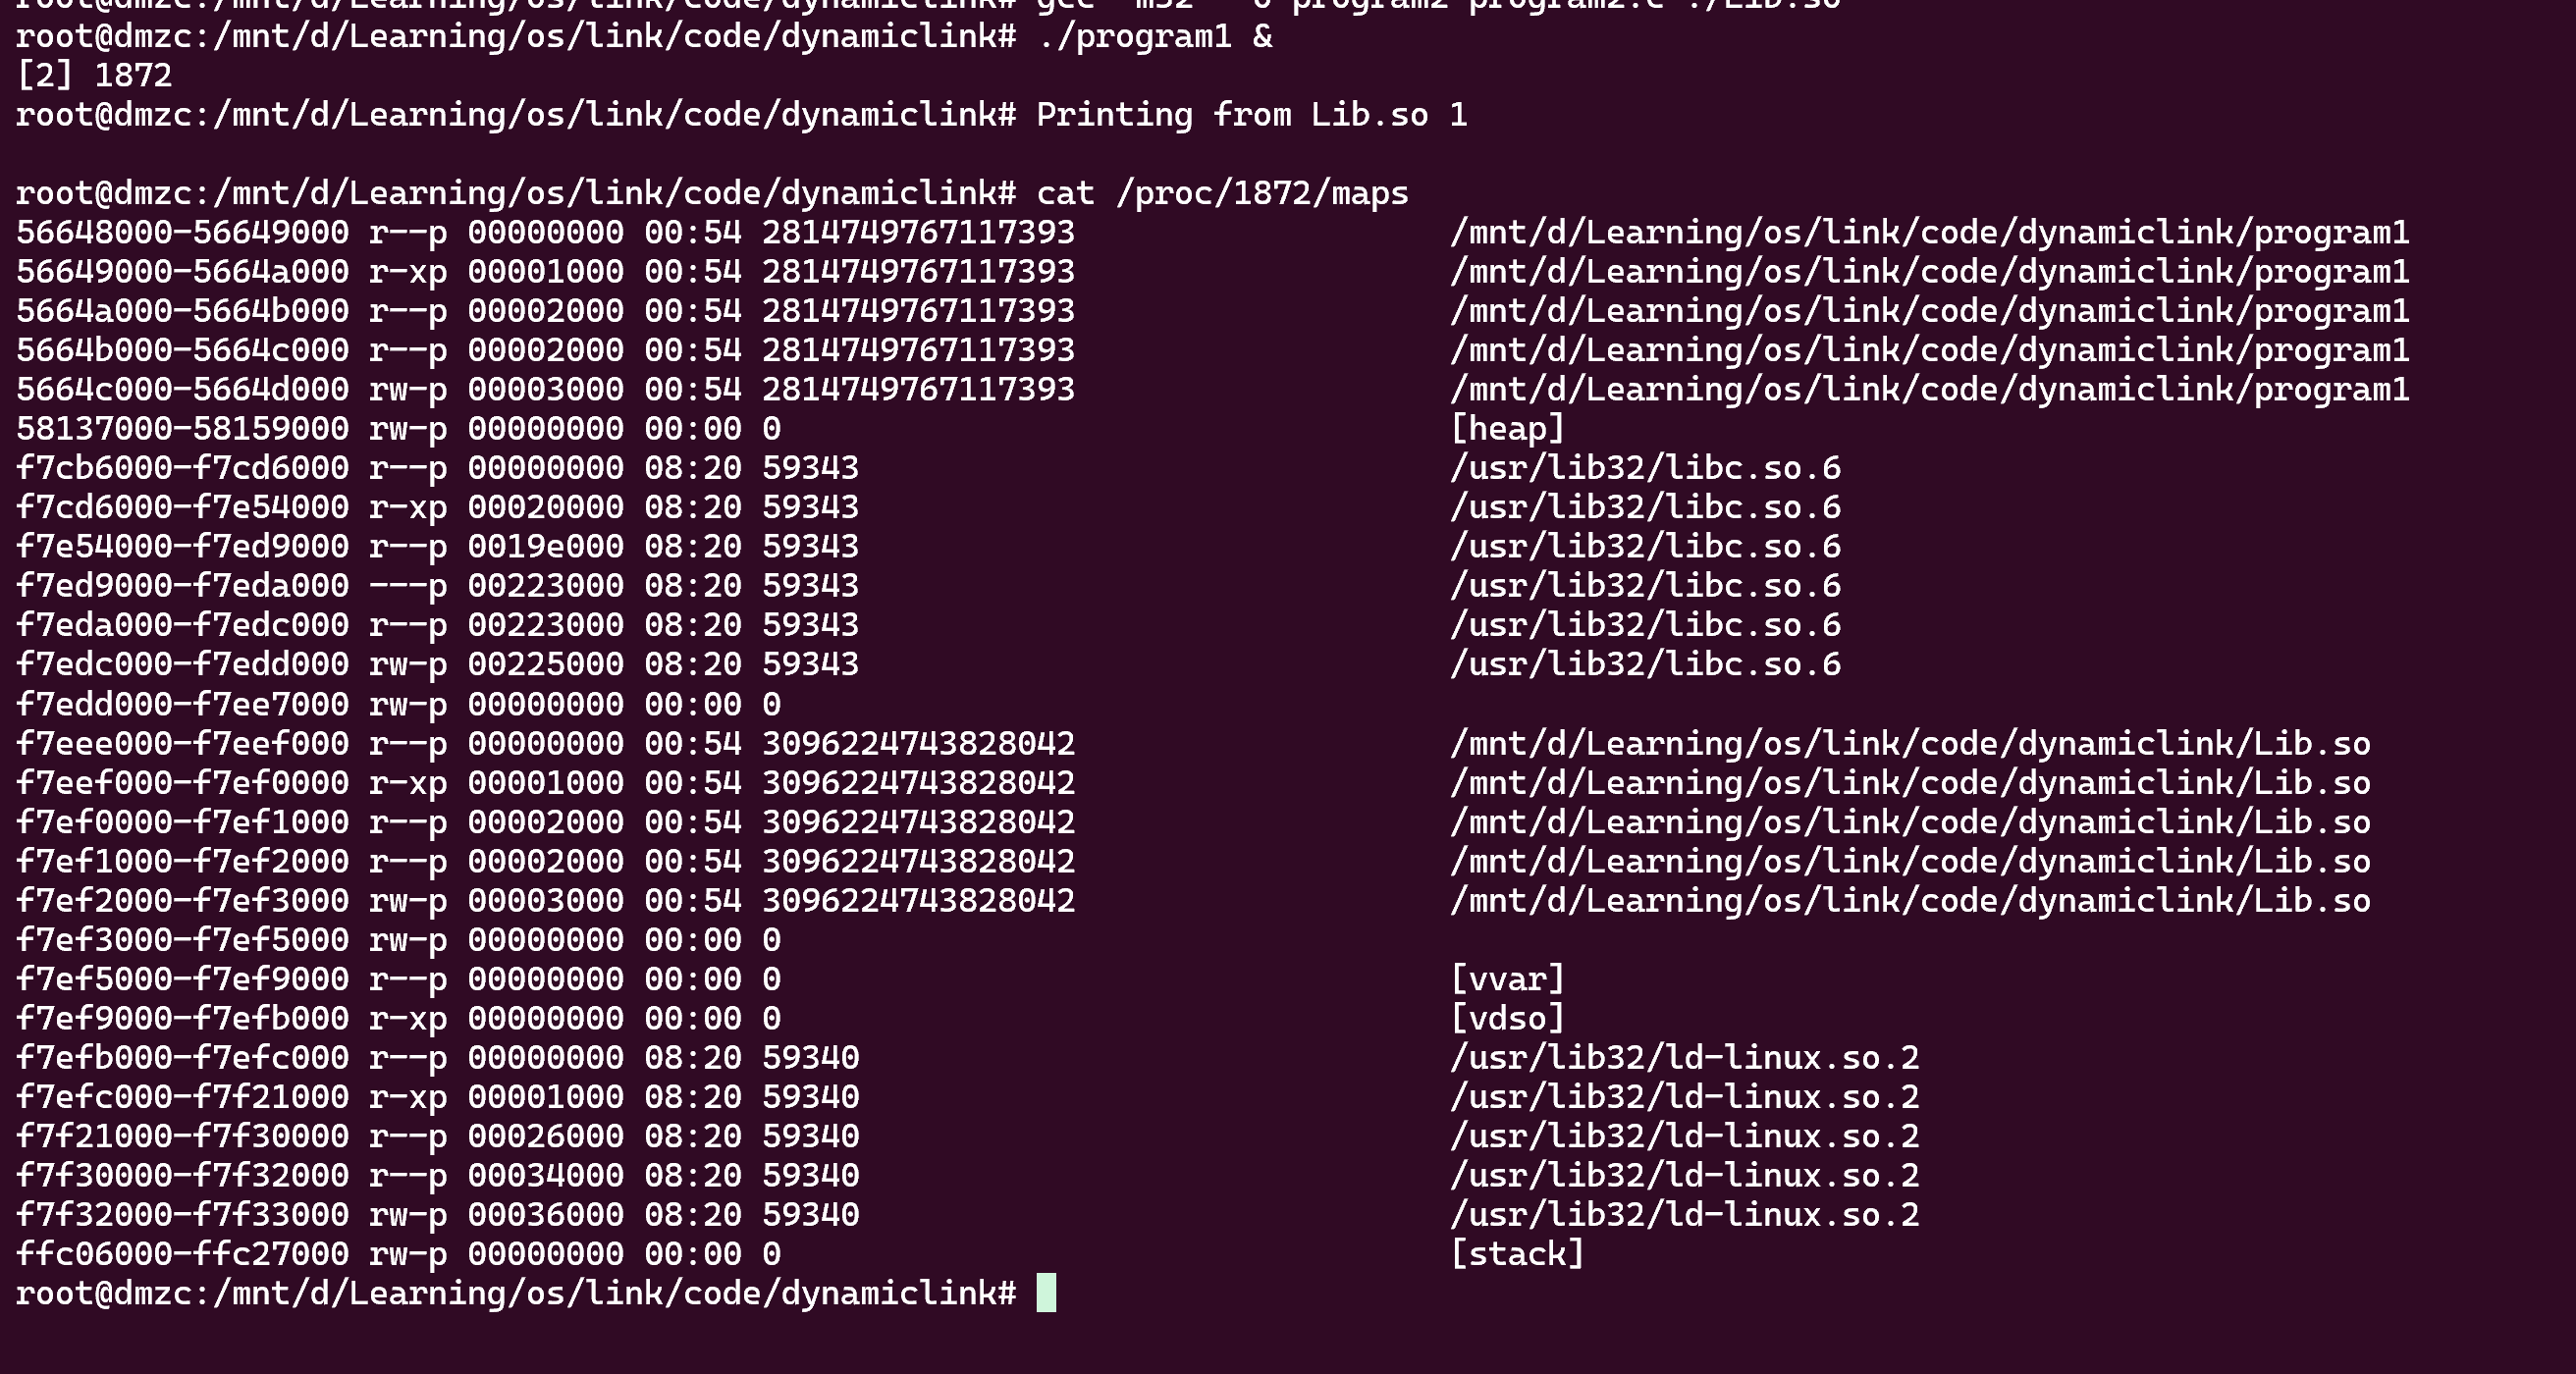 root@dmzc:/mnt/d/Learning/os/link/code/dynamiclink# gcc -m32 -o program2 program2.c ./Lib.so
root@dmzc:/mnt/d/Learning/os/link/code/dynamiclink# ./program1 &
[2] 1872
root@dmzc:/mnt/d/Learning/os/link/code/dynamiclink# Printing from Lib.so 1
root@dmzc:/mnt/d/Learning/os/link/code/dynamiclink# cat /proc/1872/maps
56648000-56649000 r--p 00000000 00:54 2814749767117393 /mnt/d/Learning/os/link/code/dynamiclink/program1
56649000-5664a000 r-xp 00001000 00:54 2814749767117393 /mnt/d/Learning/os/link/code/dynamiclink/program1
5664a000-5664b000 r--p 00002000 00:54 2814749767117393 /mnt/d/Learning/os/link/code/dynamiclink/program1
5664b000-5664c000 r--p 00002000 00:54 2814749767117393 /mnt/d/Learning/os/link/code/dynamiclink/program1
5664c000-5664d000 rw-p 00003000 00:54 2814749767117393 /mnt/d/Learning/os/link/code/dynamiclink/program1
58137000-58159000 rw-p 00000000 00:00 0 [heap]
f7cb6000-f7cd6000 r--p 00000000 08:20 59343 /usr/lib32/libc.so.6
f7cd6000-f7e54000 r-xp 00020000 08:20 59343 /usr/lib32/libc.so.6
f7e54000-f7ed9000 r--p 0019e000 08:20 59343 /usr/lib32/libc.so.6
f7ed9000-f7eda000 ---p 00223000 08:20 59343 /usr/lib32/libc.so.6
f7eda000-f7edc000 r--p 00223000 08:20 59343 /usr/lib32/libc.so.6
f7edc000-f7edd000 rw-p 00225000 08:20 59343 /usr/lib32/libc.so.6
f7edd000-f7ee7000 rw-p 00000000 00:00 0
f7eee000-f7eef000 r--p 00000000 00:54 3096224743828042 /mnt/d/Learning/os/link/code/dynamiclink/Lib.so
f7eef000-f7ef0000 r-xp 00001000 00:54 3096224743828042 /mnt/d/Learning/os/link/code/dynamiclink/Lib.so
f7ef0000-f7ef1000 r--p 00002000 00:54 3096224743828042 /mnt/d/Learning/os/link/code/dynamiclink/Lib.so
f7ef1000-f7ef2000 r--p 00002000 00:54 3096224743828042 /mnt/d/Learning/os/link/code/dynamiclink/Lib.so
f7ef2000-f7ef3000 rw-p 00003000 00:54 3096224743828042 /mnt/d/Learning/os/link/code/dynamiclink/Lib.so
f7ef3000-f7ef5000 rw-p 00000000 00:00 0
f7ef5000-f7ef9000 r--p 00000000 00:00 0 [vvar]
f7ef9000-f7efb000 r-xp 00000000 00:00 0 [vdso]
f7efb000-f7efc000 r--p 00000000 08:20 59340 /usr/lib32/ld-linux.so.2
f7efc000-f7f21000 r-xp 00001000 08:20 59340 /usr/lib32/ld-linux.so.2
f7f21000-f7f30000 r--p 00026000 08:20 59340 /usr/lib32/ld-linux.so.2
f7f30000-f7f32000 r--p 00034000 08:20 59340 /usr/lib32/ld-linux.so.2
f7f32000-f7f33000 rw-p 00036000 08:20 59340 /usr/lib32/ld-linux.so.2
ffc06000-ffc27000 rw-p 00000000 00:00 0 [stack]
root@dmzc:/mnt/d/Learning/os/link/code/dynamiclink#